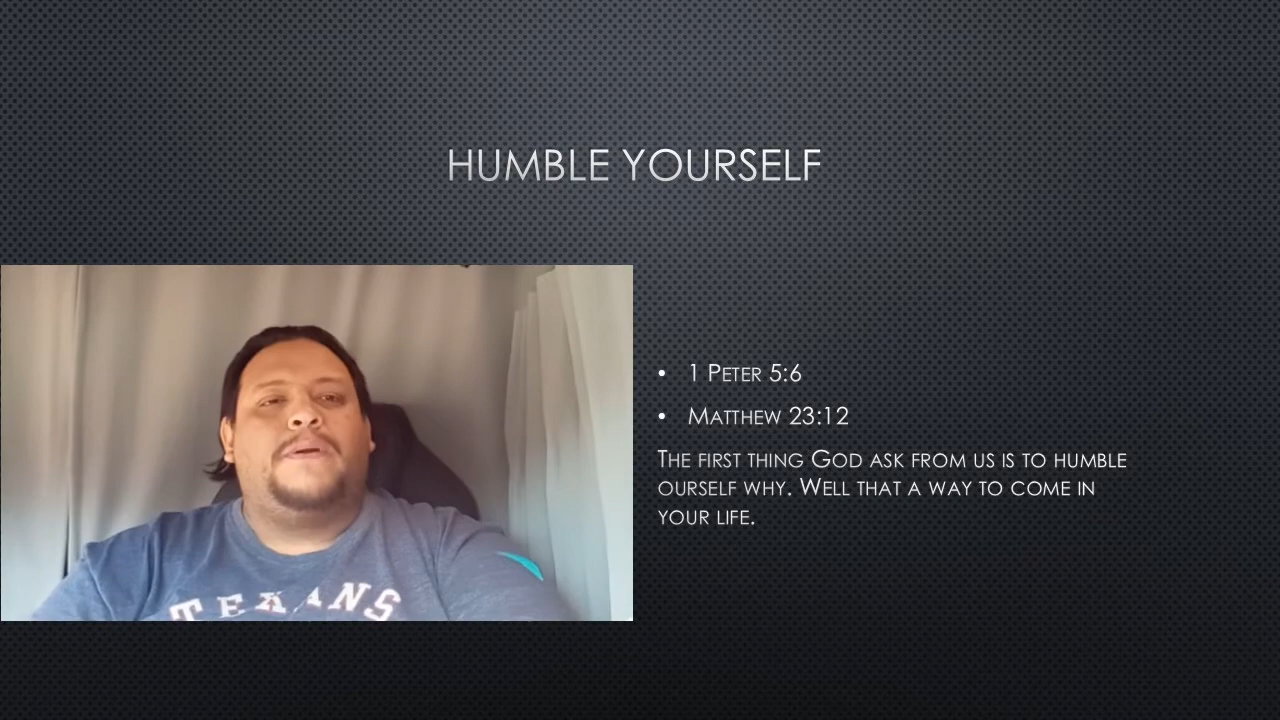 HUMBLE YOURSELF
• 1 PETER 5:6
• MATTHEW 23:12
THE FIRST THING GOD ASK FROM US IS TO HUMBLE
OURSELF WHY. WELL THAT A WAY TO COME IN
YOUR LIFE.
TEXANS